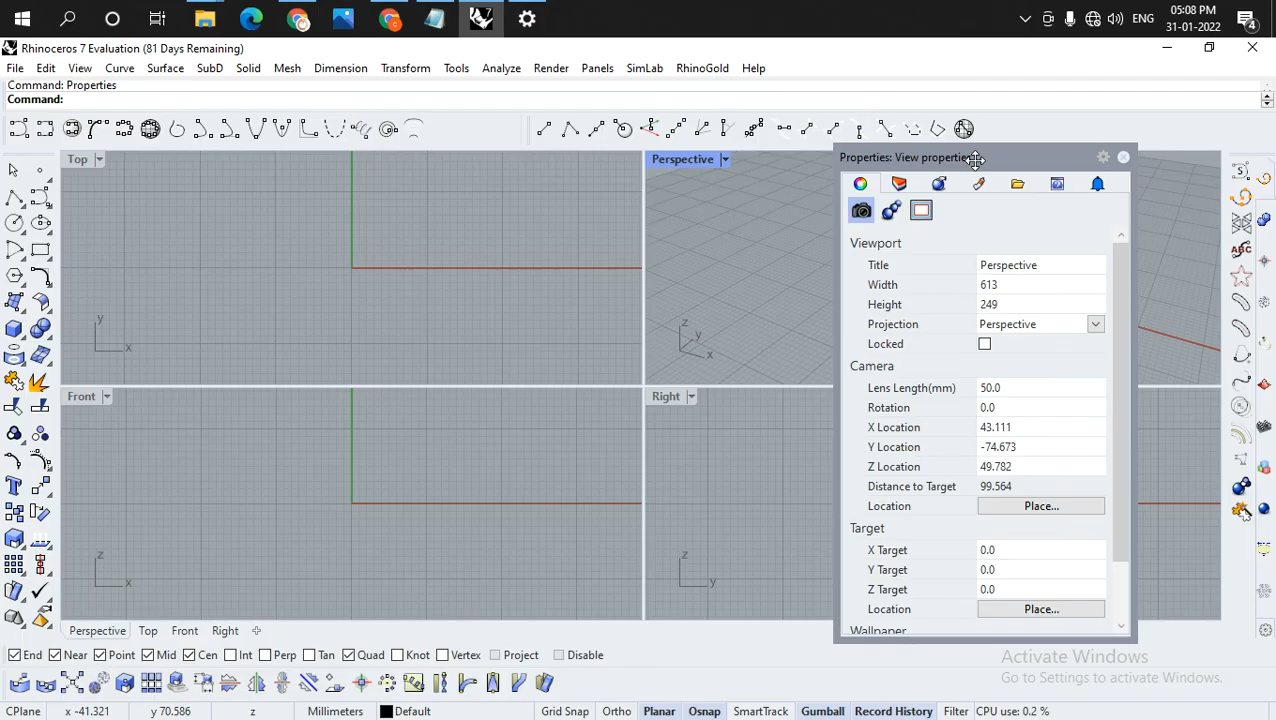 ENG
05:08 PM
31-01-2022
4
Rhinoceros 7 Evaluation (81 Days Remaining)
File Edit View Curve Surface SubD Solid Mesh Dimension Transform Tools Analyze Render Panels SimLab RhinoGold Help
Command: Properties
Command:
Top
Perspective
Properties: View properties
Viewport
Title Perspective
Width 613
Height 249
Projection Perspective
Locked
Camera
Lens Length(mm) 50.0
Rotation 0.0
X Location 43.111
Y Location -74.673
Z Location 49.782
Distance to Target 99.564
Location Place...
Target
X Target 0.0
Y Target 0.0
Z Target 0.0
Location Place...
Wallpaper
y
x
z
y
x
Front
Right
z
x
z
y
ABC
Perspective Top Front Right
End Near Point Mid Cen Int Perp Tan Quad Knot Vertex Project Disable
Activate Windows
Go to Settings to activate Windows.
CPlane x -41.321 y 70.586 z Millimeters Default Grid Snap Ortho Planar Osnap SmartTrack Gumball Record History Filter CPU use: 0.2 %